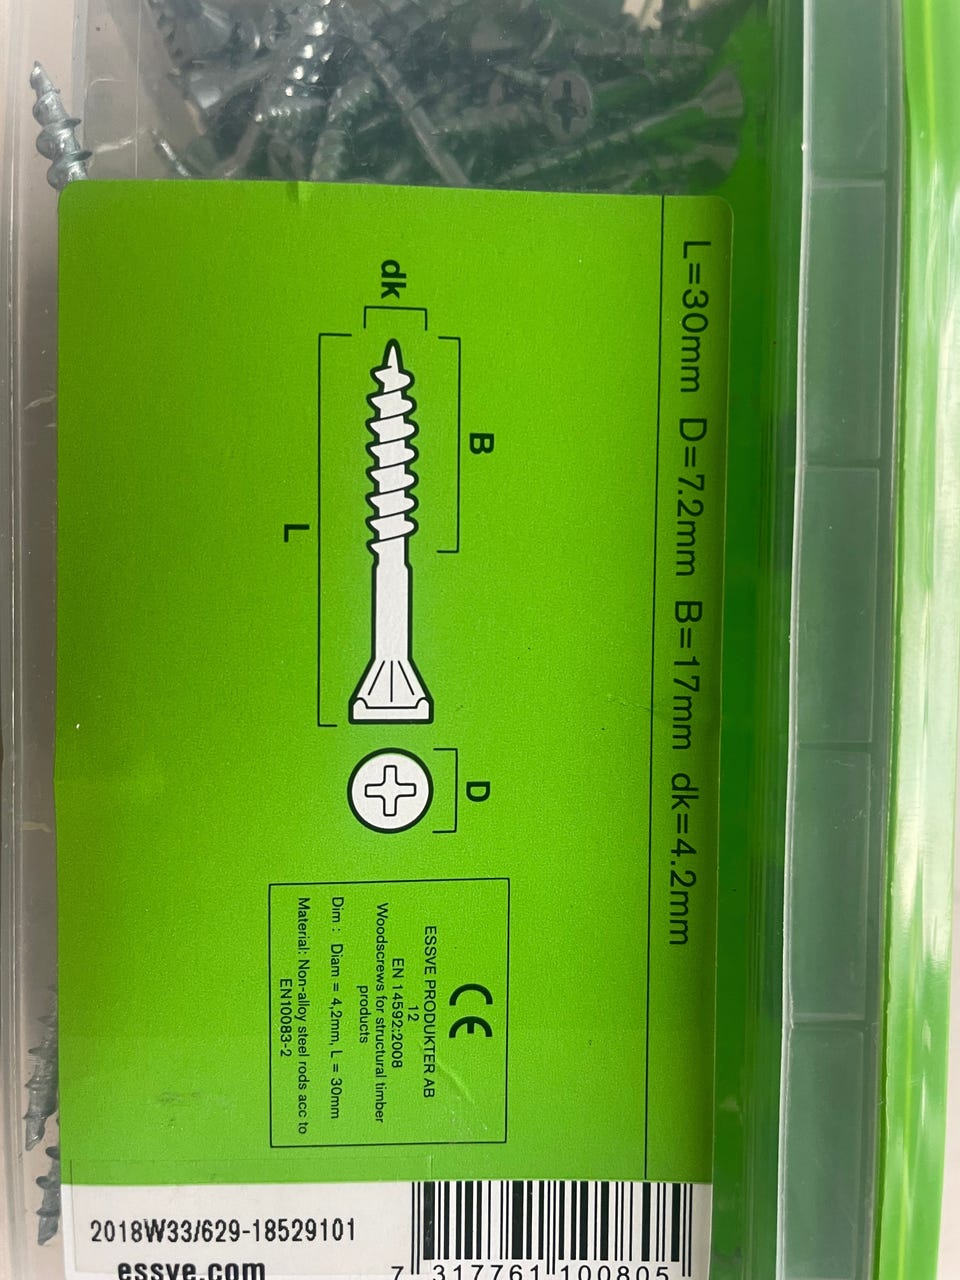 L=30mm D=7.2mm B=17mm dk=4.2mm
dk
B
L
D
CE
ESSVE PRODUKTER AB
12
EN 14592:2008
Woodscrews for structural timber
products
Dim : Diam = 4,2mm, L = 30mm
Material: Non-alloy steel rods acc to
EN10083-2
2018W33/629-18529101
essve.com
7 317761 100805